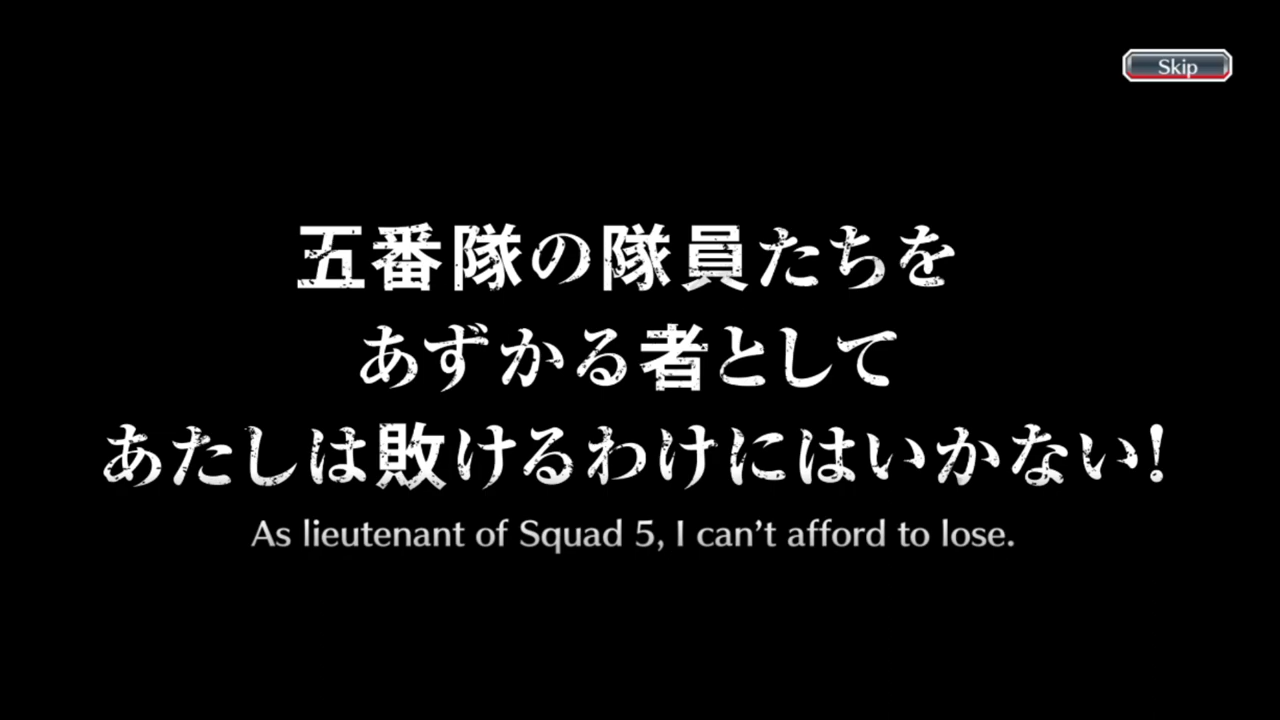 Skip
五番隊の隊員たちを
あずかる者として
あたしは敗けるわけにはいかない!
As lieutenant of Squad 5, I can’t afford to lose.